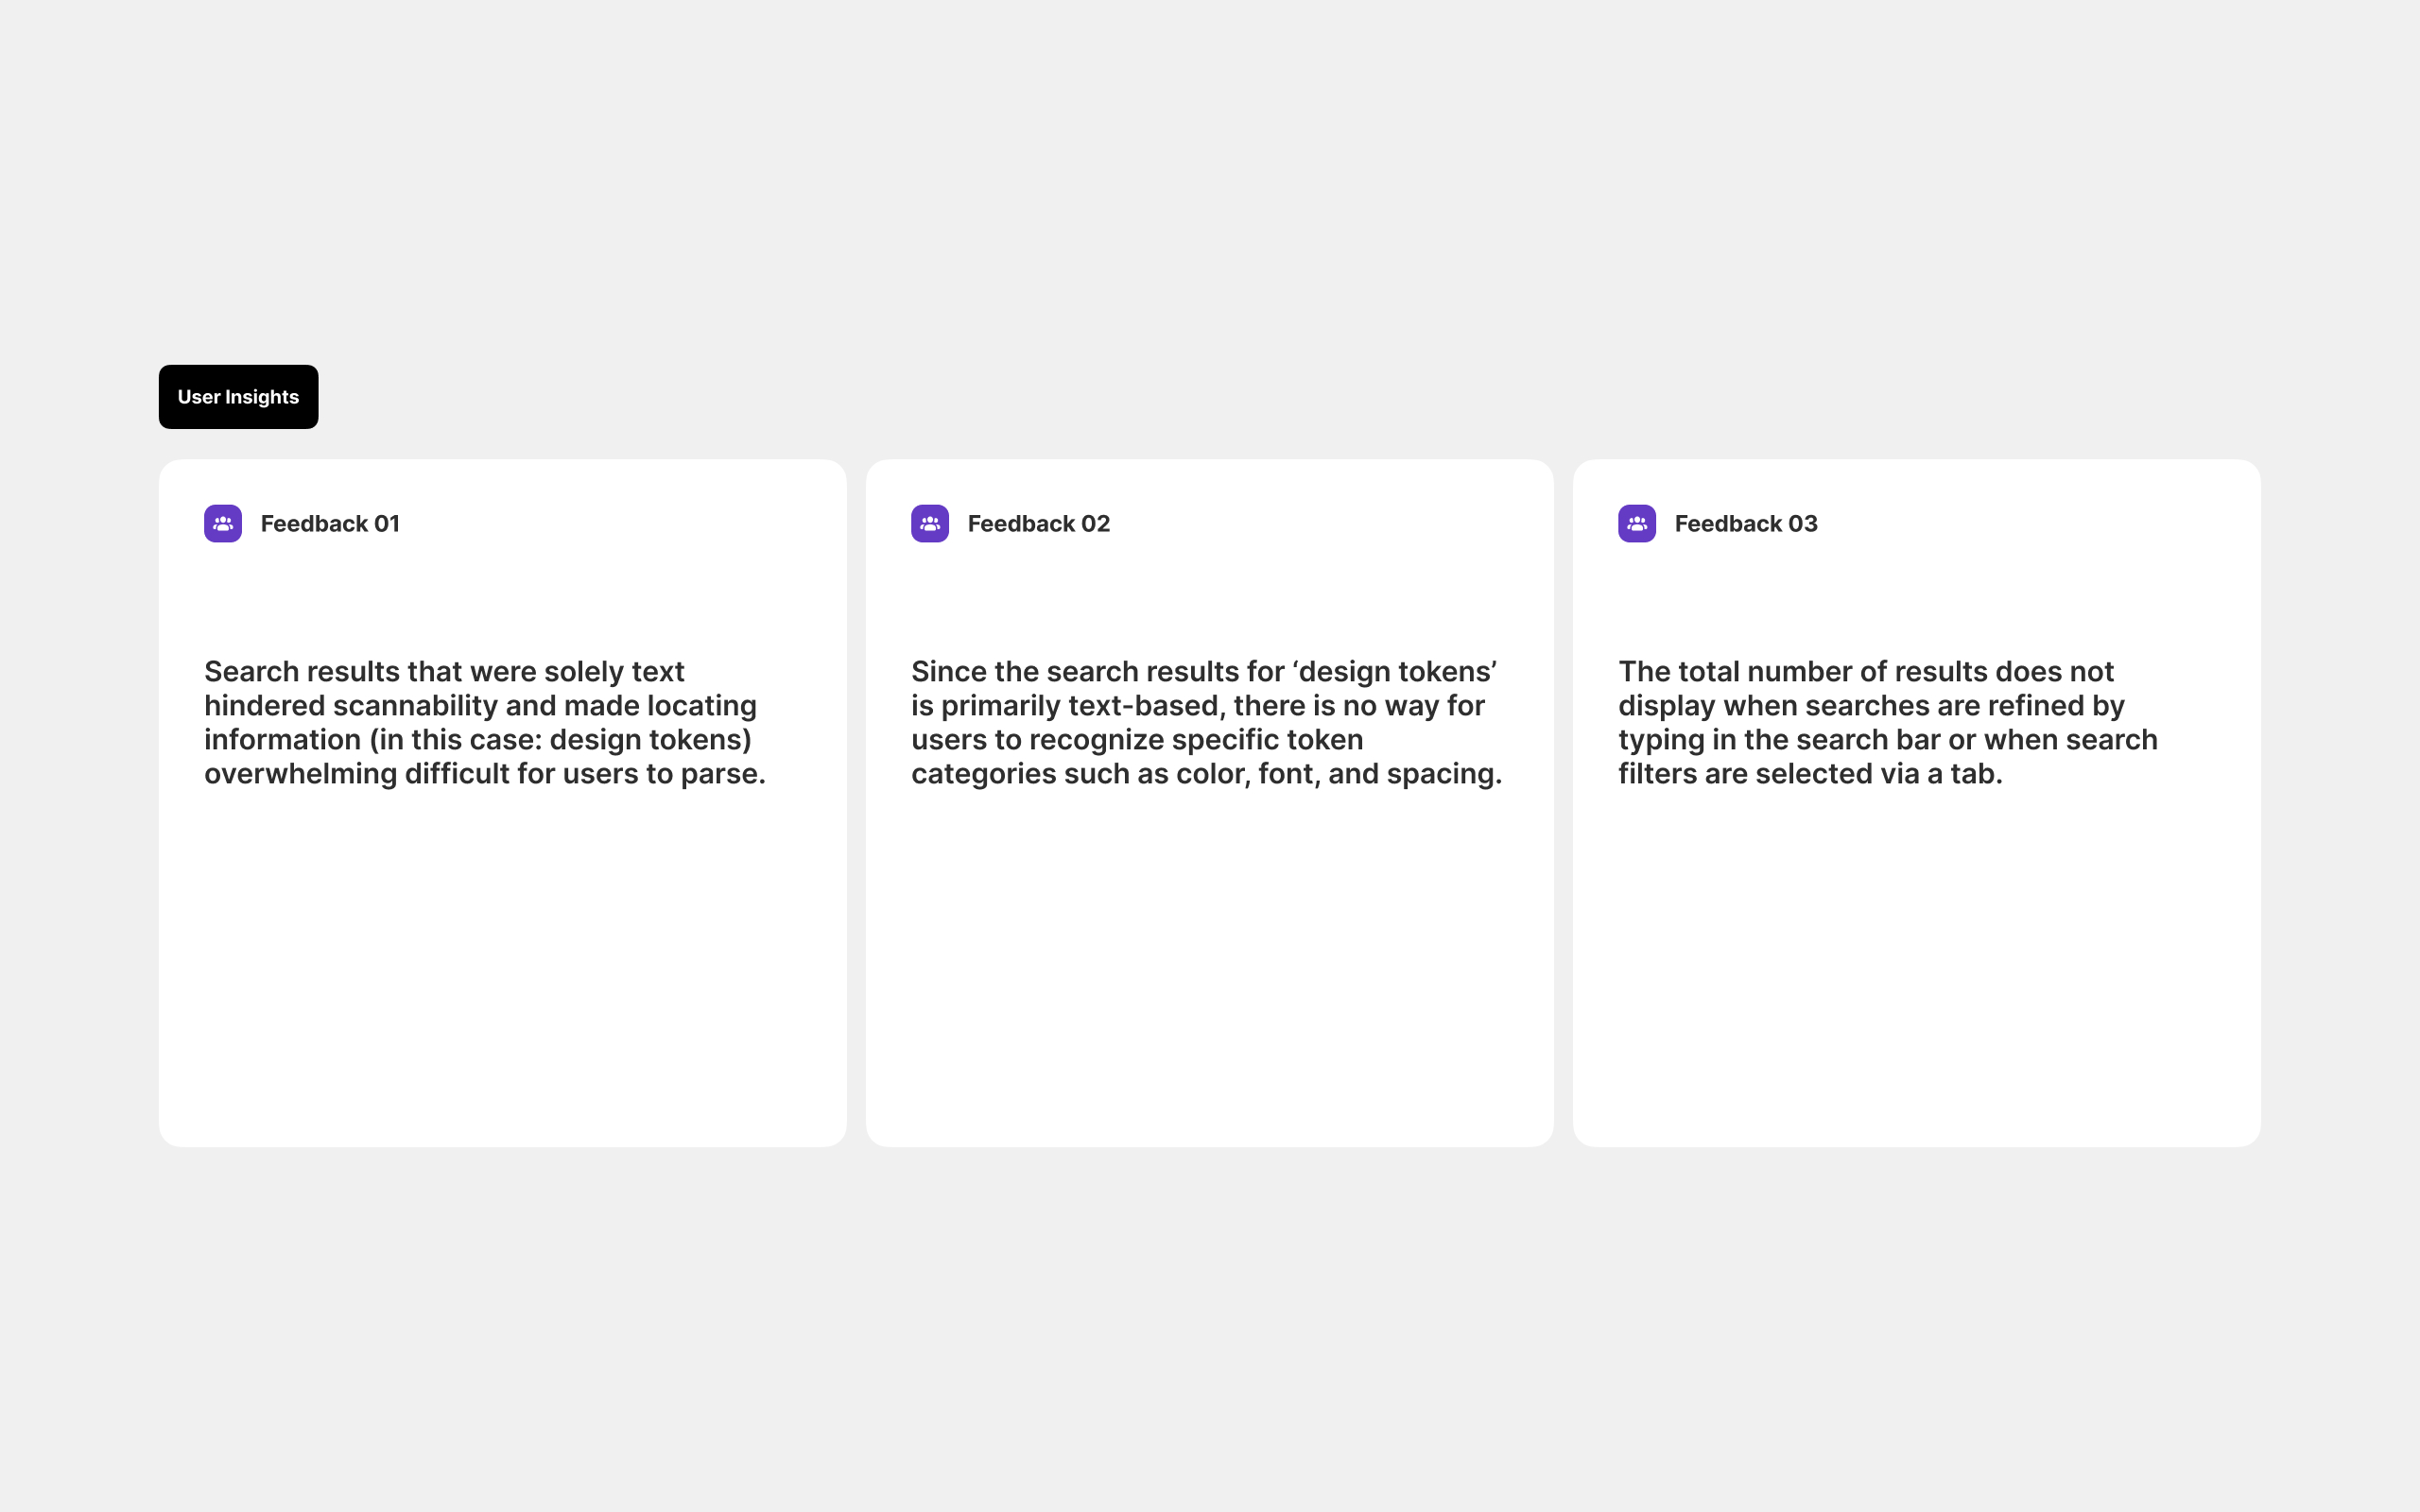 User Insights
Feedback 01
Search results that were solely text
hindered scannability and made locating
information (in this case: design tokens)
overwhelming difficult for users to parse.
Feedback 02
Since the search results for ‘design tokens’
is primarily text-based, there is no way for
users to recognize specific token
categories such as color, font, and spacing.
Feedback 03
The total number of results does not
display when searches are refined by
typing in the search bar or when search
filters are selected via a tab.